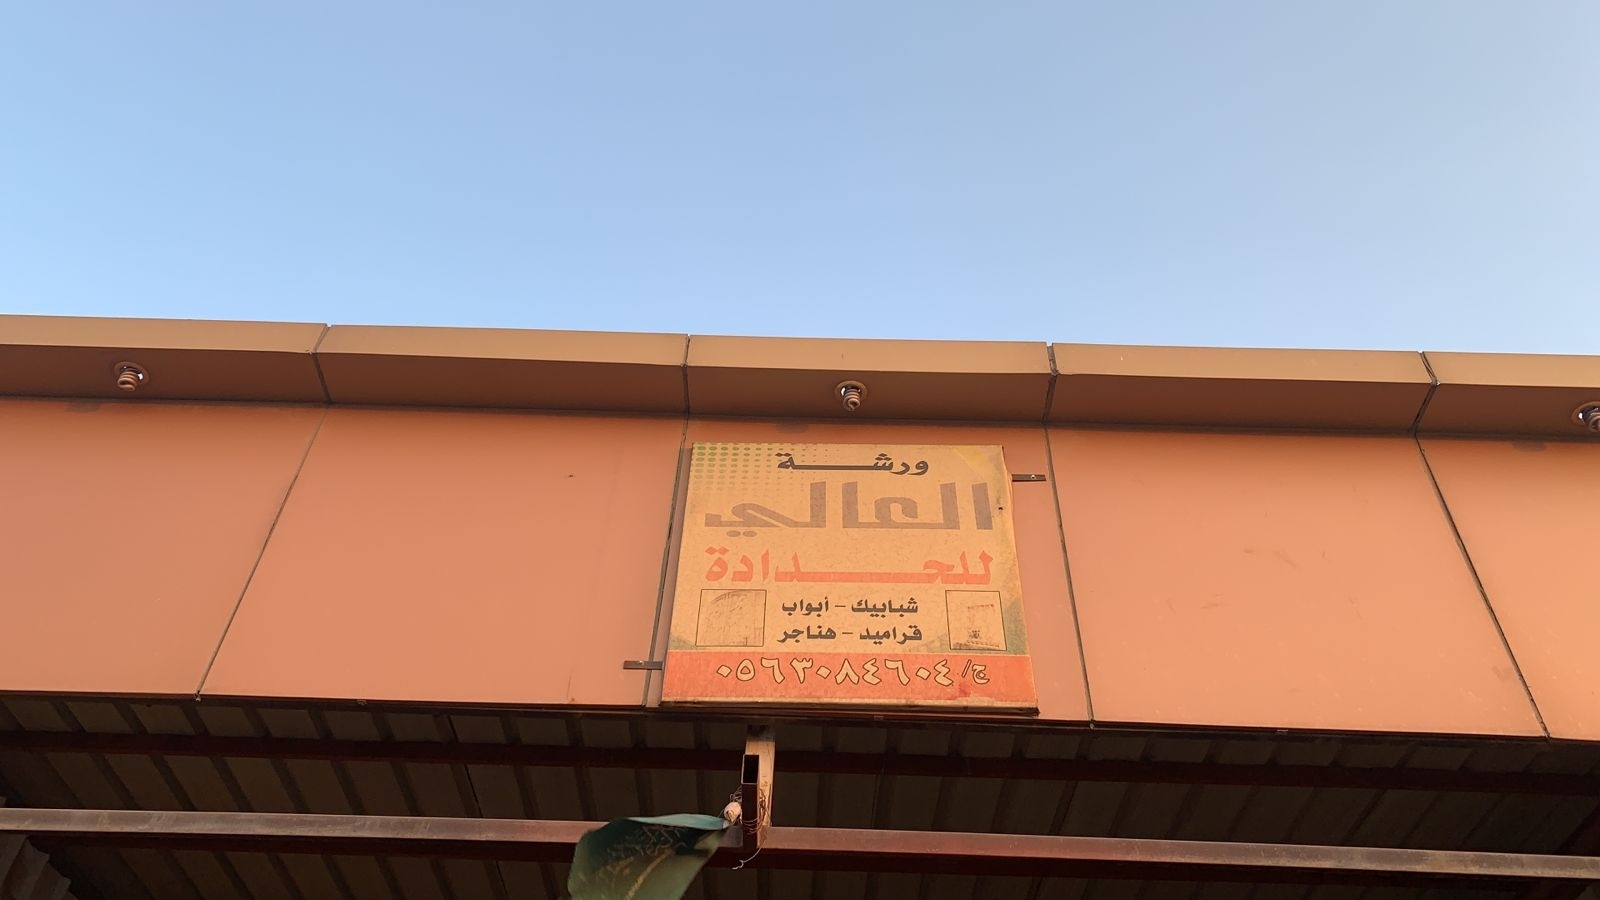 ورشة
العالي
للحدادة
شبابيك - أبواب
قراميد - هناجر
ج/ ٠٥٦٣٠٨٤٦٠٤